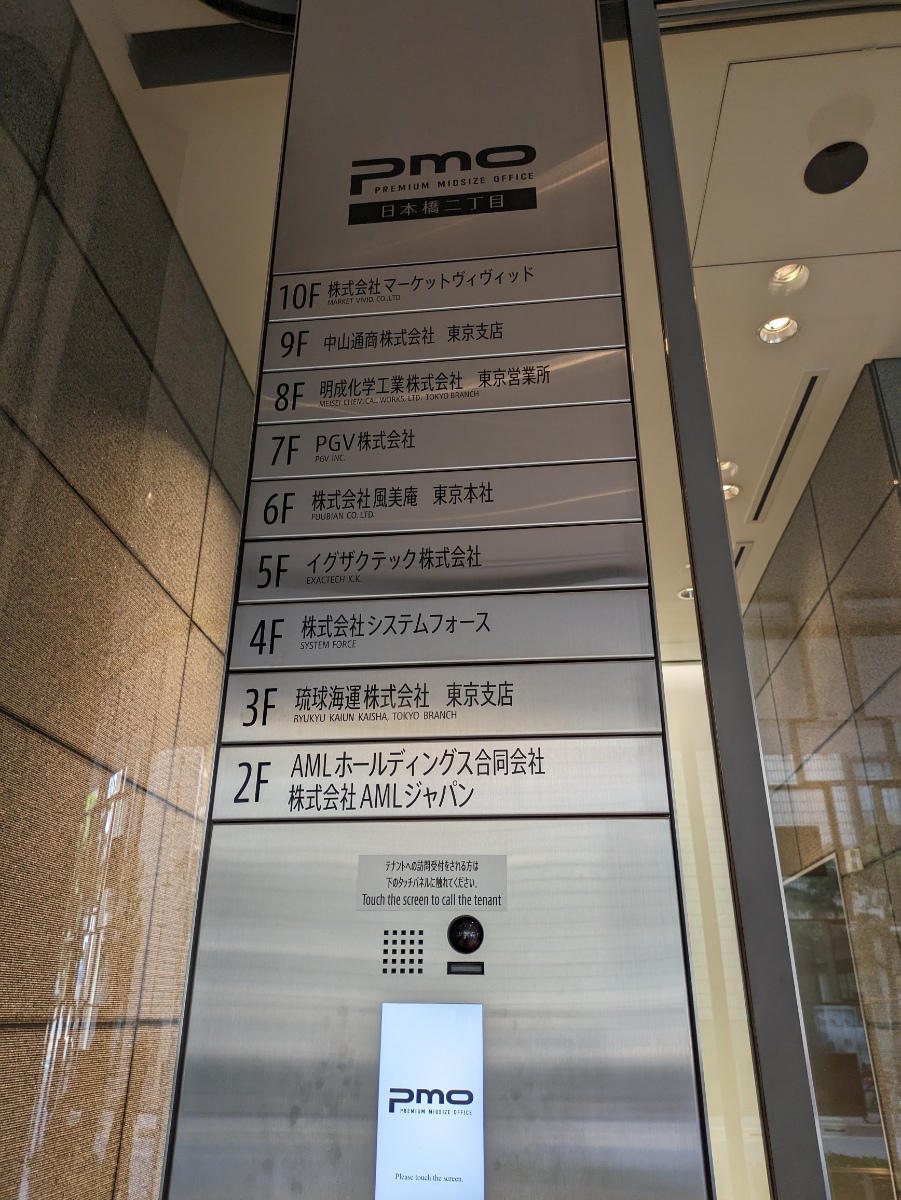 pmo
PREMIUM MIDSIZE OFFICE
日本橋二丁目
10F 株式会社マーケットヴィヴィッド
MARKET VIVID. CO.,LTD
9F 中山通商株式会社 東京支店
8F 明成化学工業株式会社 東京営業所
MEISEI CHEMICAL WORKS, LTD. TOKYO BRANCH
7F PGV株式会社
PGV INC.
6F 株式会社風美庵 東京本社
FUUBIAN CO. LTD.
5F イグザクテック株式会社
EXACTECH K.K.
4F 株式会社システムフォース
SYSTEM FORCE
3F 琉球海運株式会社 東京支店
RYUKYU KAIUN KAISHA, TOKYO BRANCH
2F AMLホールディングス合同会社
株式会社AMLジャパン
テナントへの訪問受付をされる方は
下のタッチパネルに触れてください。
Touch the screen to call the tenant
pmo
PREMIUM MIDSIZE OFFICE
Please touch the screen.